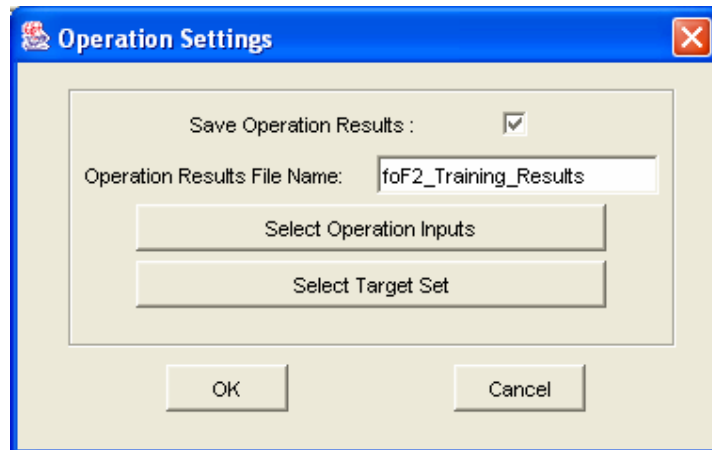 Operation Settings
Save Operation Results :
Operation Results File Name: foF2_Training_Results
Select Operation Inputs
Select Target Set
OK Cancel